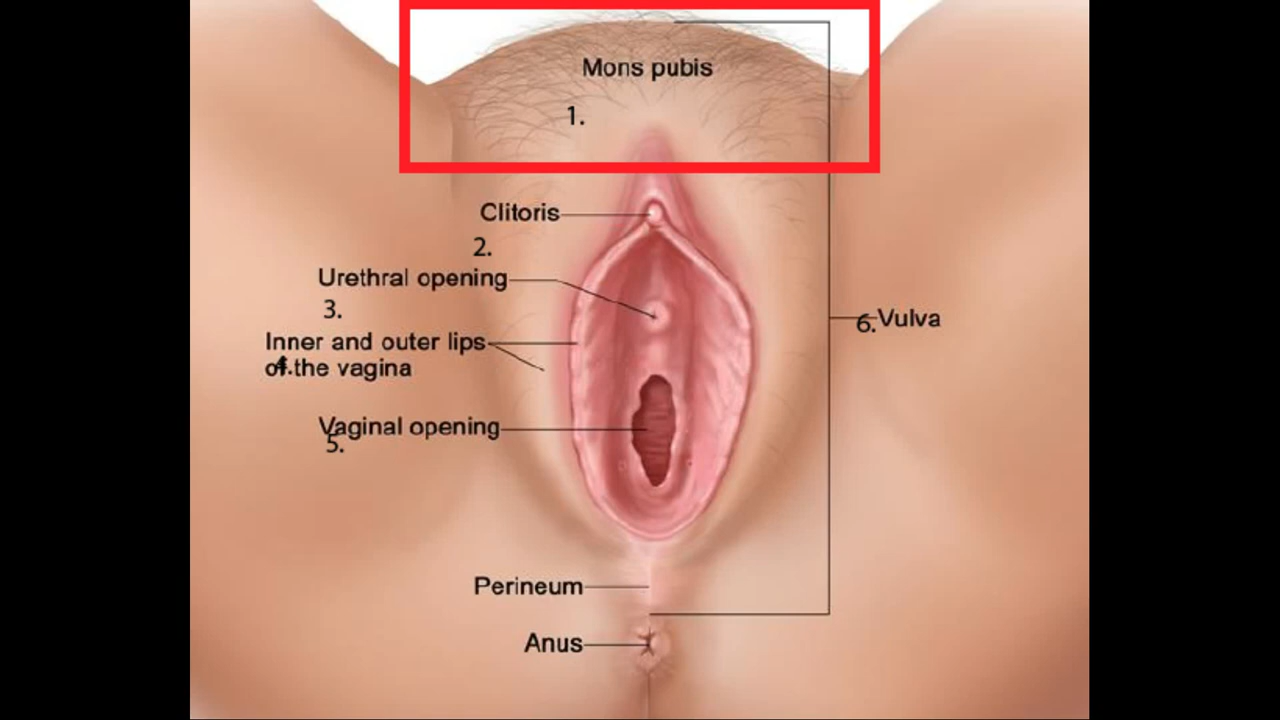 Mons pubis
1.
Clitoris
2.
Urethral opening
3.
Inner and outer lips
of the vagina
4.
Vaginal opening
5.
6. Vulva
Perineum
Anus